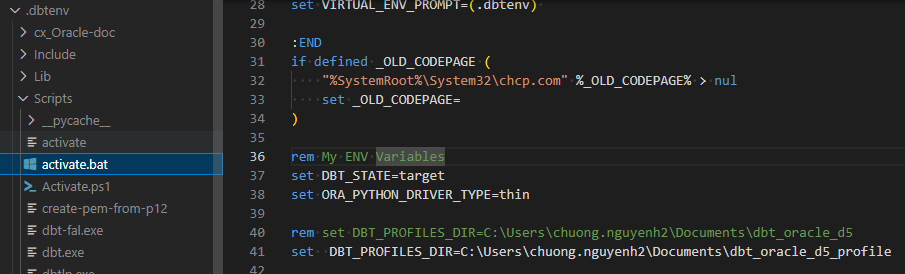 .dbtenv
cx_Oracle-doc
Include
Lib
Scripts
__pycache__
activate
activate.bat
Activate.ps1
create-pem-from-p12
dbt-fal.exe
dbt.exe
28 set VIRTUAL_ENV_PROMPT=(.dbtenv)
29
30 :END
31 if defined _OLD_CODEPAGE (
32     "%SystemRoot%\System32\chcp.com" %_OLD_CODEPAGE% > nul
33     set _OLD_CODEPAGE=
34 )
35
36 rem My ENV Variables
37 set DBT_STATE=target
38 set ORA_PYTHON_DRIVER_TYPE=thin
39
40 rem set DBT_PROFILES_DIR=C:\Users\chuong.nguyenh2\Documents\dbt_oracle_d5
41 set  DBT_PROFILES_DIR=C:\Users\chuong.nguyenh2\Documents\dbt_oracle_d5_profile
42